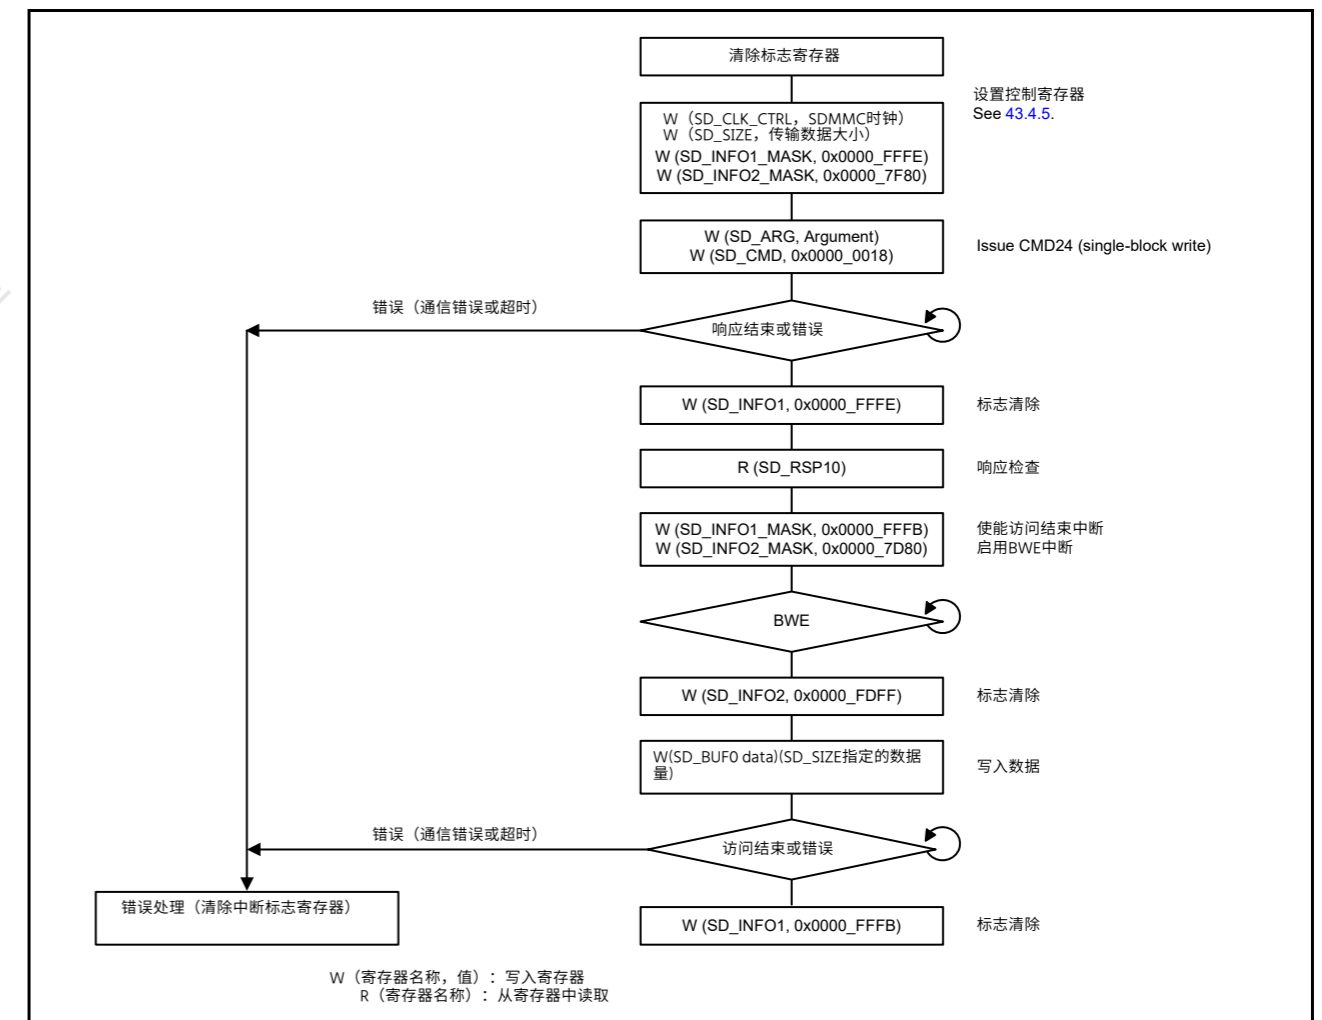 清除标志寄存器
设置控制寄存器
See 43.4.5.
W（SD_CLK_CTRL，SDMMC时钟）
W（SD_SIZE，传输数据大小）
W (SD_INFO1_MASK, 0x0000_FFFE)
W (SD_INFO2_MASK, 0x0000_7F80)
W (SD_ARG, Argument)
W (SD_CMD, 0x0000_0018)
Issue CMD24 (single-block write)
错误（通信错误或超时）
响应结束或错误
W (SD_INFO1, 0x0000_FFFE)
标志清除
R (SD_RSP10)
响应检查
W (SD_INFO1_MASK, 0x0000_FFFB)
W (SD_INFO2_MASK, 0x0000_7D80)
使能访问结束中断
启用BWE中断
BWE
W (SD_INFO2, 0x0000_FDFF)
标志清除
W(SD_BUF0 data)(SD_SIZE指定的数据
量)
写入数据
错误（通信错误或超时）
访问结束或错误
错误处理（清除中断标志寄存器）
W (SD_INFO1, 0x0000_FFFB)
标志清除
W（寄存器名称，值）：写入寄存器
R（寄存器名称）：从寄存器中读取